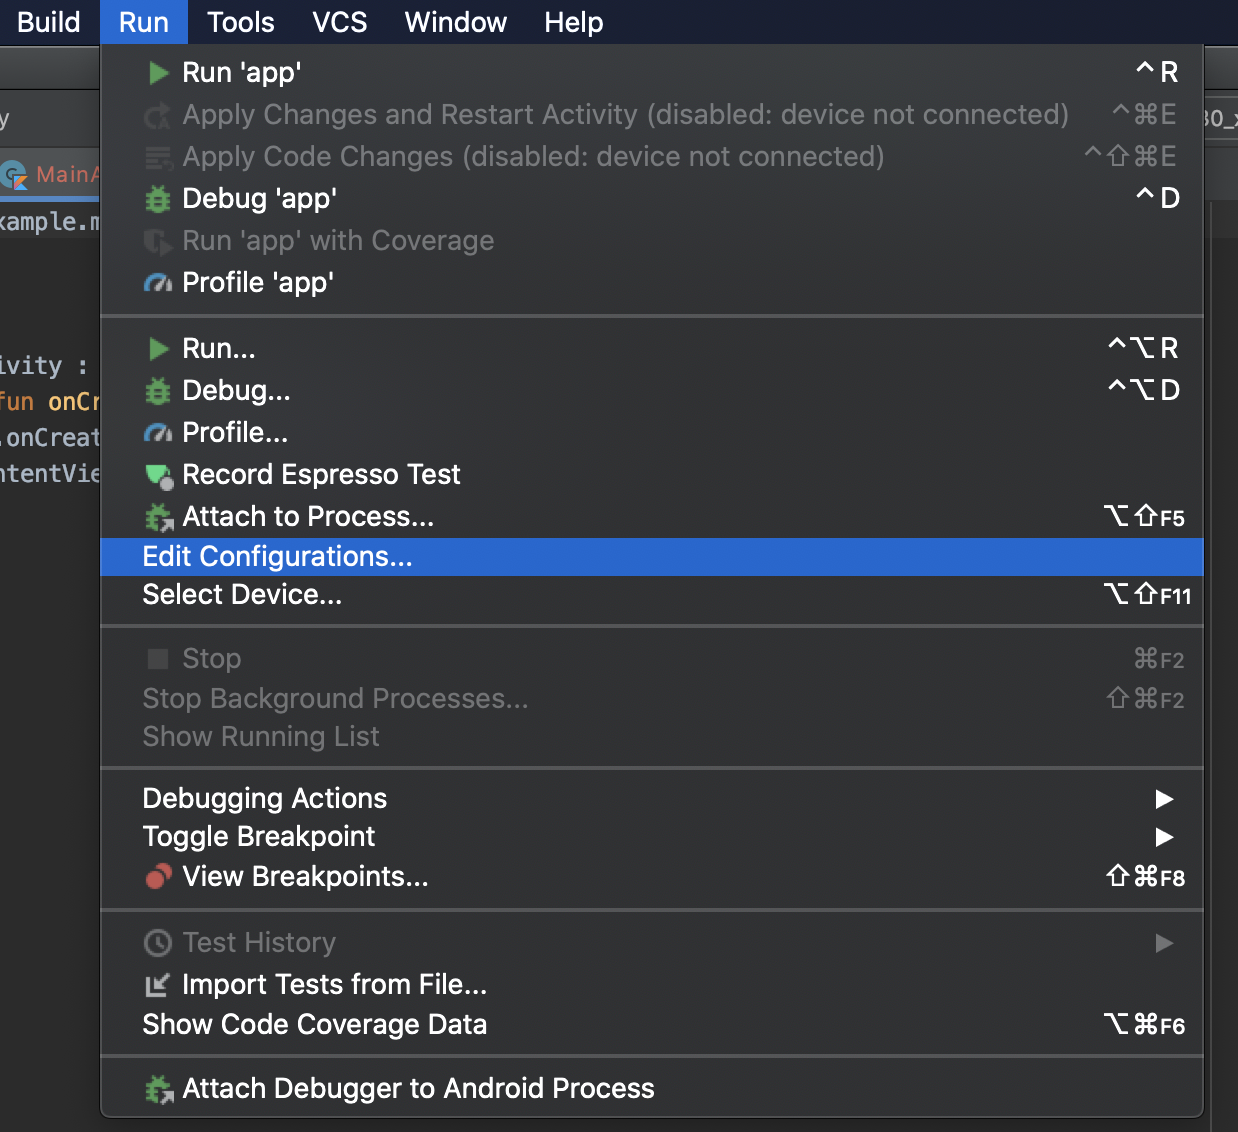 Build Run Tools VCS Window Help
Run 'app' ^R
Apply Changes and Restart Activity (disabled: device not connected) ^⌘E
Apply Code Changes (disabled: device not connected) ^⇧⌘E
Debug 'app' ^D
Run 'app' with Coverage
Profile 'app'
Run... ^⌥R
Debug... ^⌥D
Profile...
Record Espresso Test
Attach to Process... ⌥⇧F5
Edit Configurations...
Select Device... ⌥⇧F11
Stop ⌘F2
Stop Background Processes... ⇧⌘F2
Show Running List
Debugging Actions
Toggle Breakpoint
View Breakpoints... ⇧⌘F8
Test History
Import Tests from File...
Show Code Coverage Data ⌥⌘F6
Attach Debugger to Android Process
y
MainA
xample.m
ivity :
fun onCr
.onCreat
ntentVie